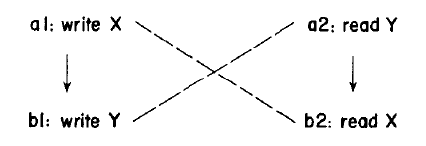 a1: write X
a2: read Y
b1: write Y
b2: read X